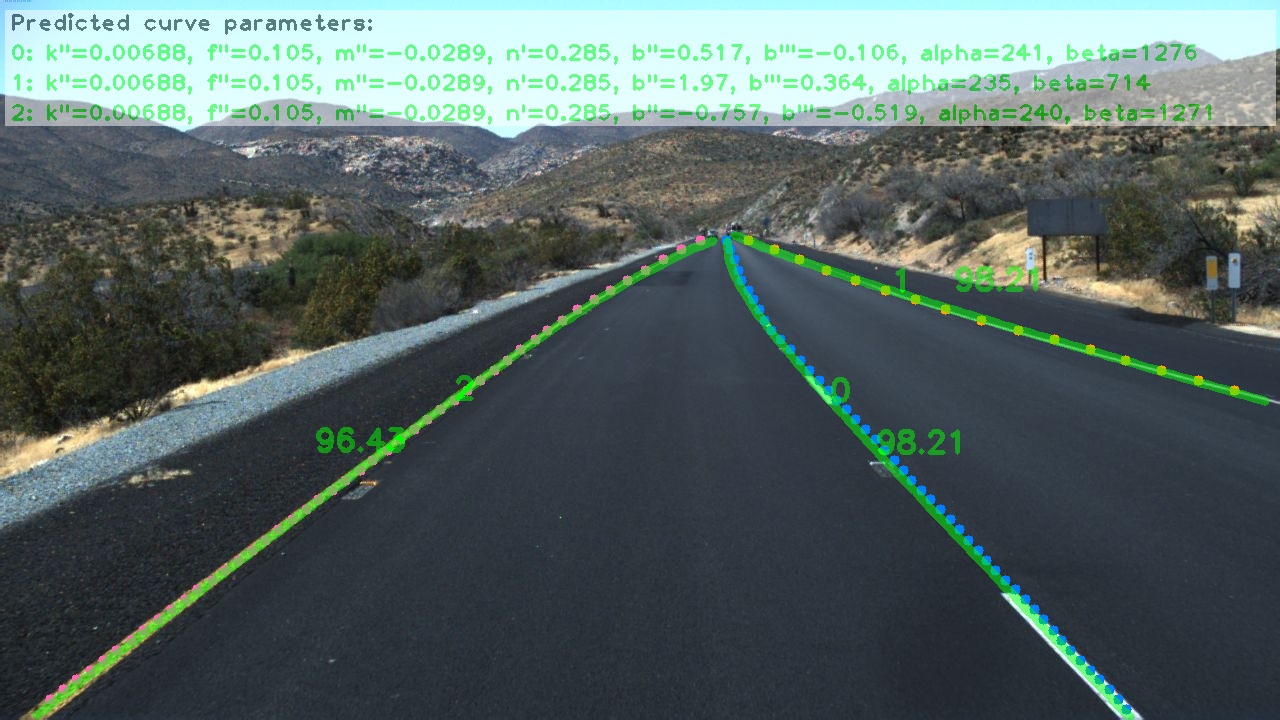 Predicted curve parameters:
0: k''=0.00688, f''=0.105, m''=−0.0289, n'=0.285, b''=0.517, b'''=−0.106, alpha=241, beta=1276
1: k''=0.00688, f''=0.105, m''=−0.0289, n'=0.285, b''=1.97, b'''=0.364, alpha=235, beta=714
2: k''=0.00688, f''=0.105, m''=−0.0289, n'=0.285, b''=−0.757, b'''=−0.519, alpha=240, beta=1271
1 98.21
2 0
96.43 98.21